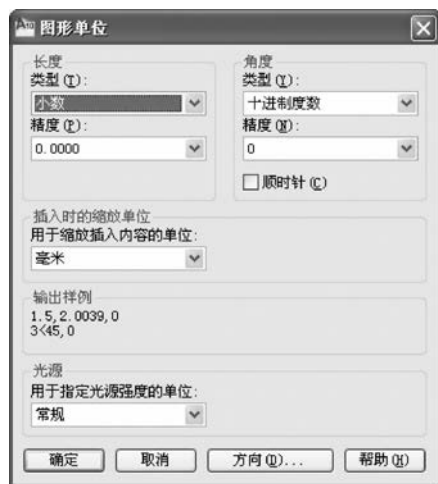 图形单位
长度
类型(T):
小数
精度(P):
0.0000
角度
类型(Y):
十进制度数
精度(N):
0
顺时针(C)
插入时的缩放单位
用于缩放插入内容的单位:
毫米
输出样例
1.5,2.0039,0
3<45,0
光源
用于指定光源强度的单位:
常规
确定 取消 方向(D)... 帮助(H)